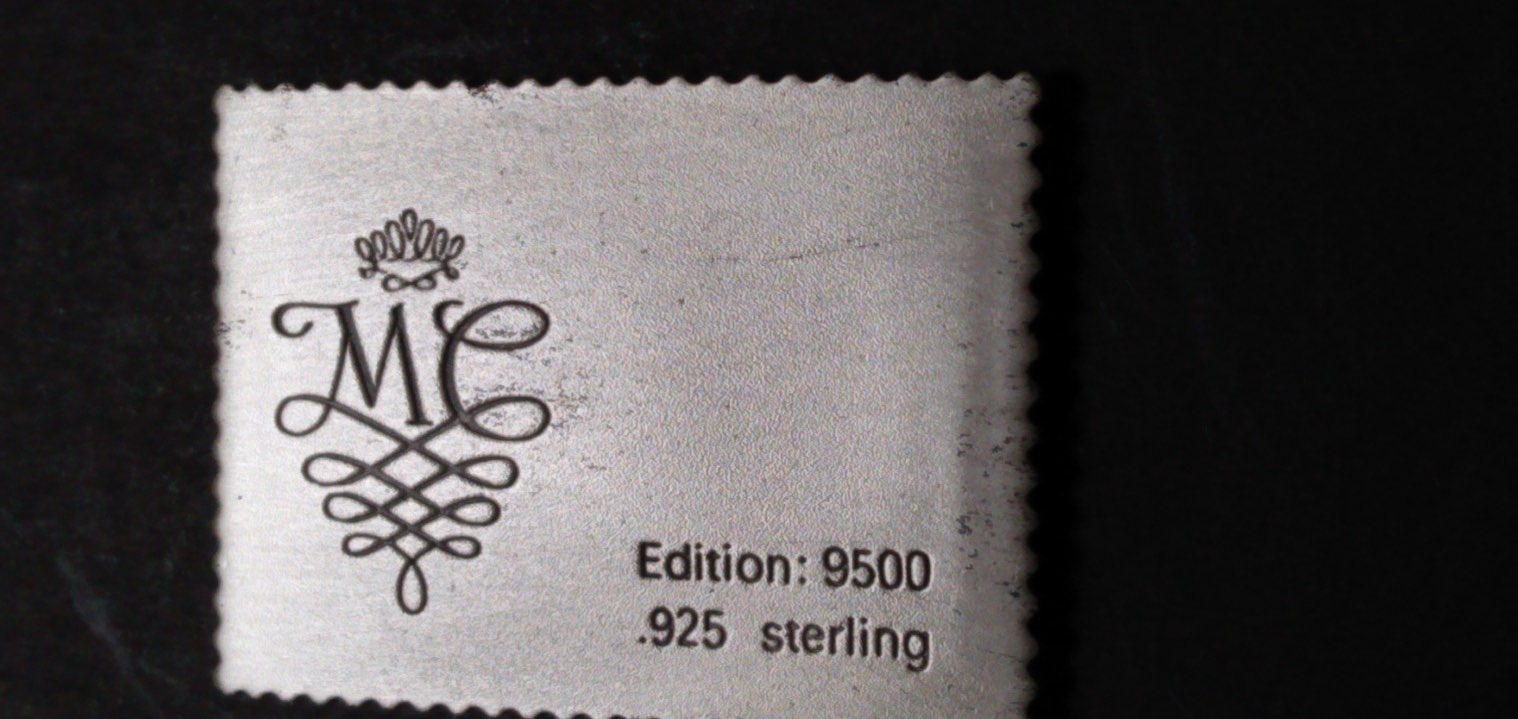 MC
Edition: 9500
.925 sterling